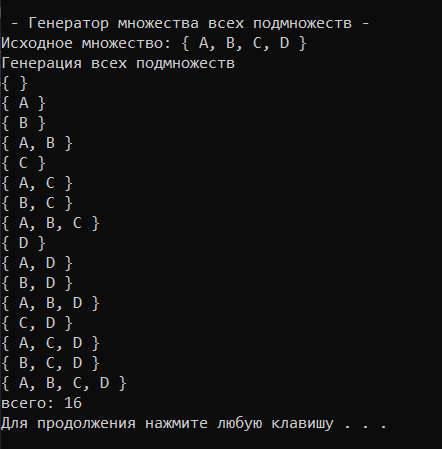 - Генератор множества всех подмножеств -
Исходное множество: { A, B, C, D }
Генерация всех подмножеств
{ }
{ A }
{ B }
{ A, B }
{ C }
{ A, C }
{ B, C }
{ A, B, C }
{ D }
{ A, D }
{ B, D }
{ A, B, D }
{ C, D }
{ A, C, D }
{ B, C, D }
{ A, B, C, D }
всего: 16
Для продолжения нажмите любую клавишу . . .